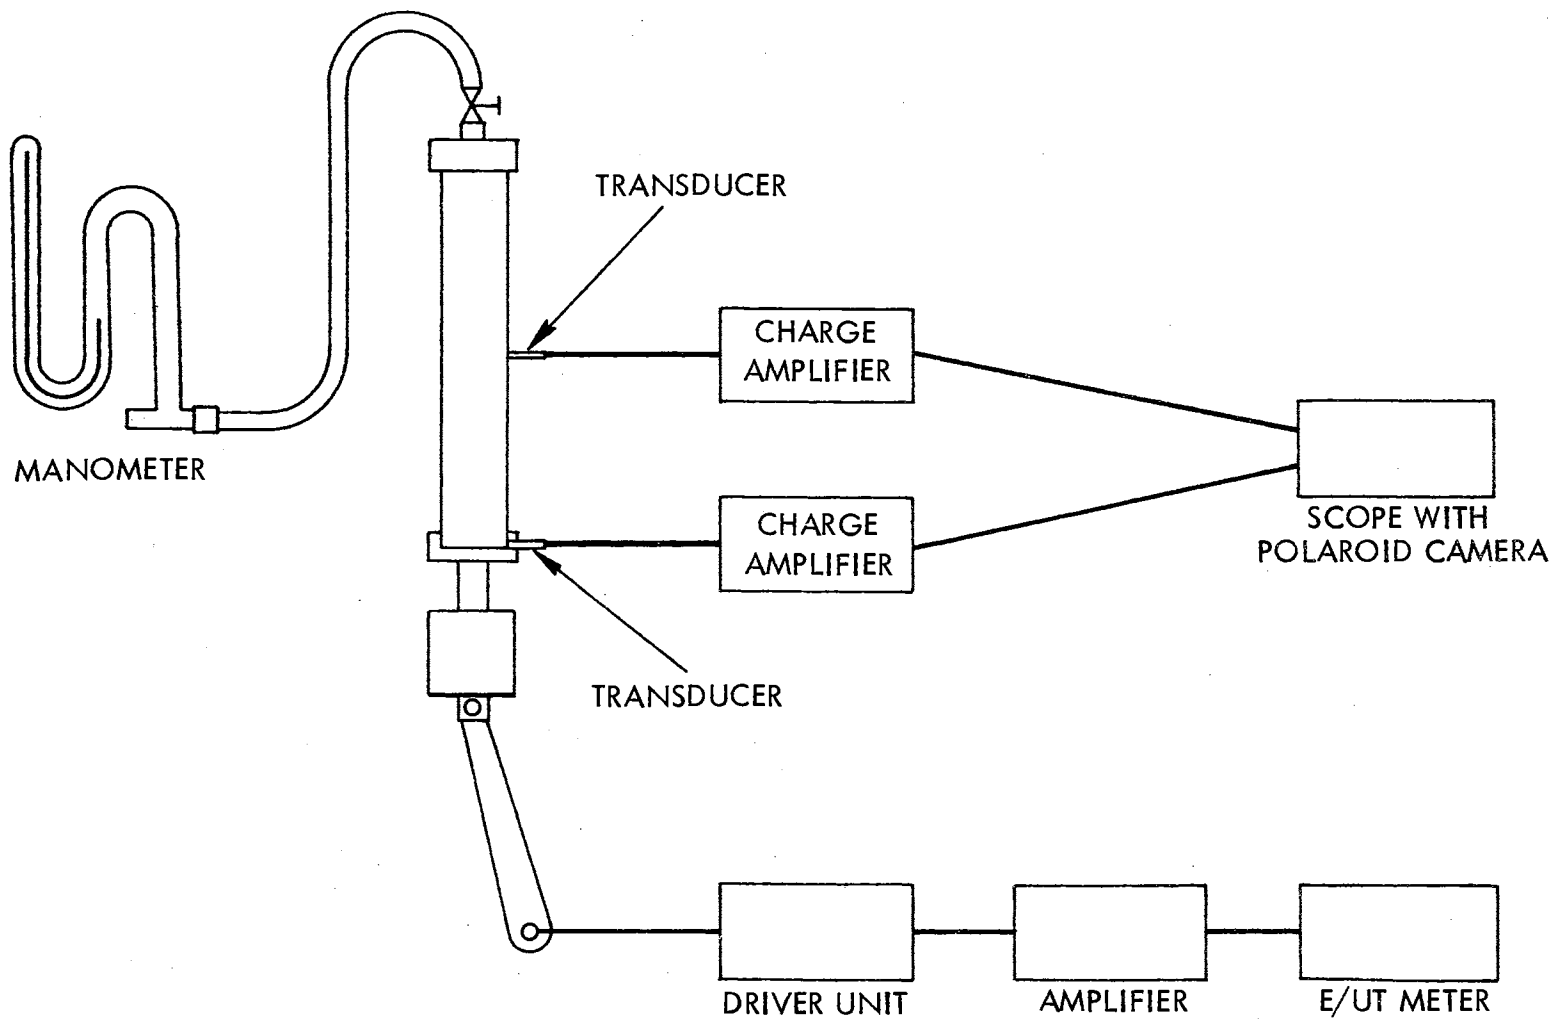 TRANSDUCER
CHARGE
AMPLIFIER
MANOMETER
CHARGE
AMPLIFIER
SCOPE WITH
POLAROID CAMERA
TRANSDUCER
DRIVER UNIT
AMPLIFIER
E/UT METER